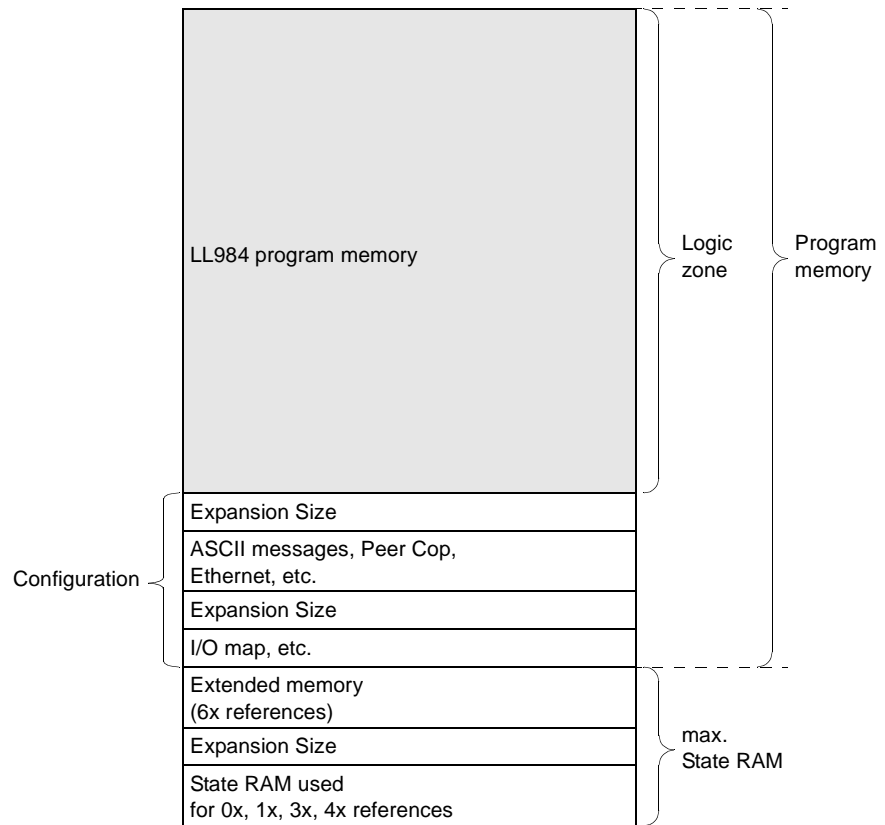 LL984 program memory
Logic
zone
Program
memory
Expansion Size
ASCII messages, Peer Cop,
Ethernet, etc.
Configuration
Expansion Size
I/O map, etc.
Extended memory
(6x references)
Expansion Size
max.
State RAM
State RAM used
for 0x, 1x, 3x, 4x references